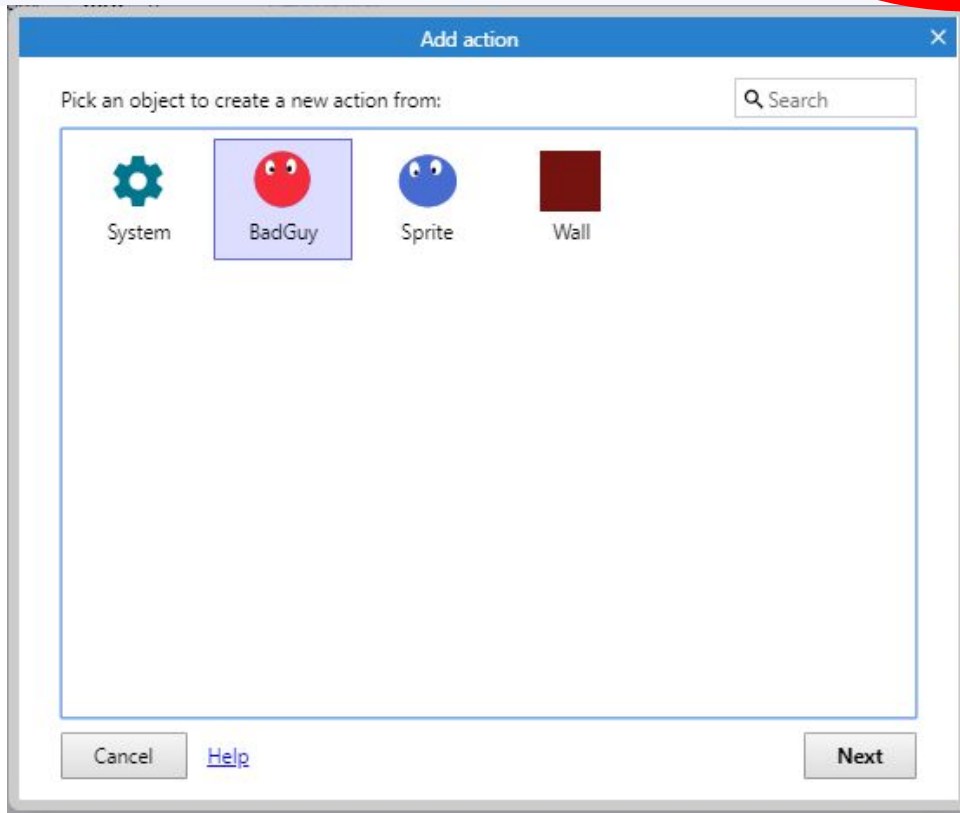 Add action
Pick an object to create a new action from:
Search
System
BadGuy
Sprite
Wall
Cancel
Help
Next